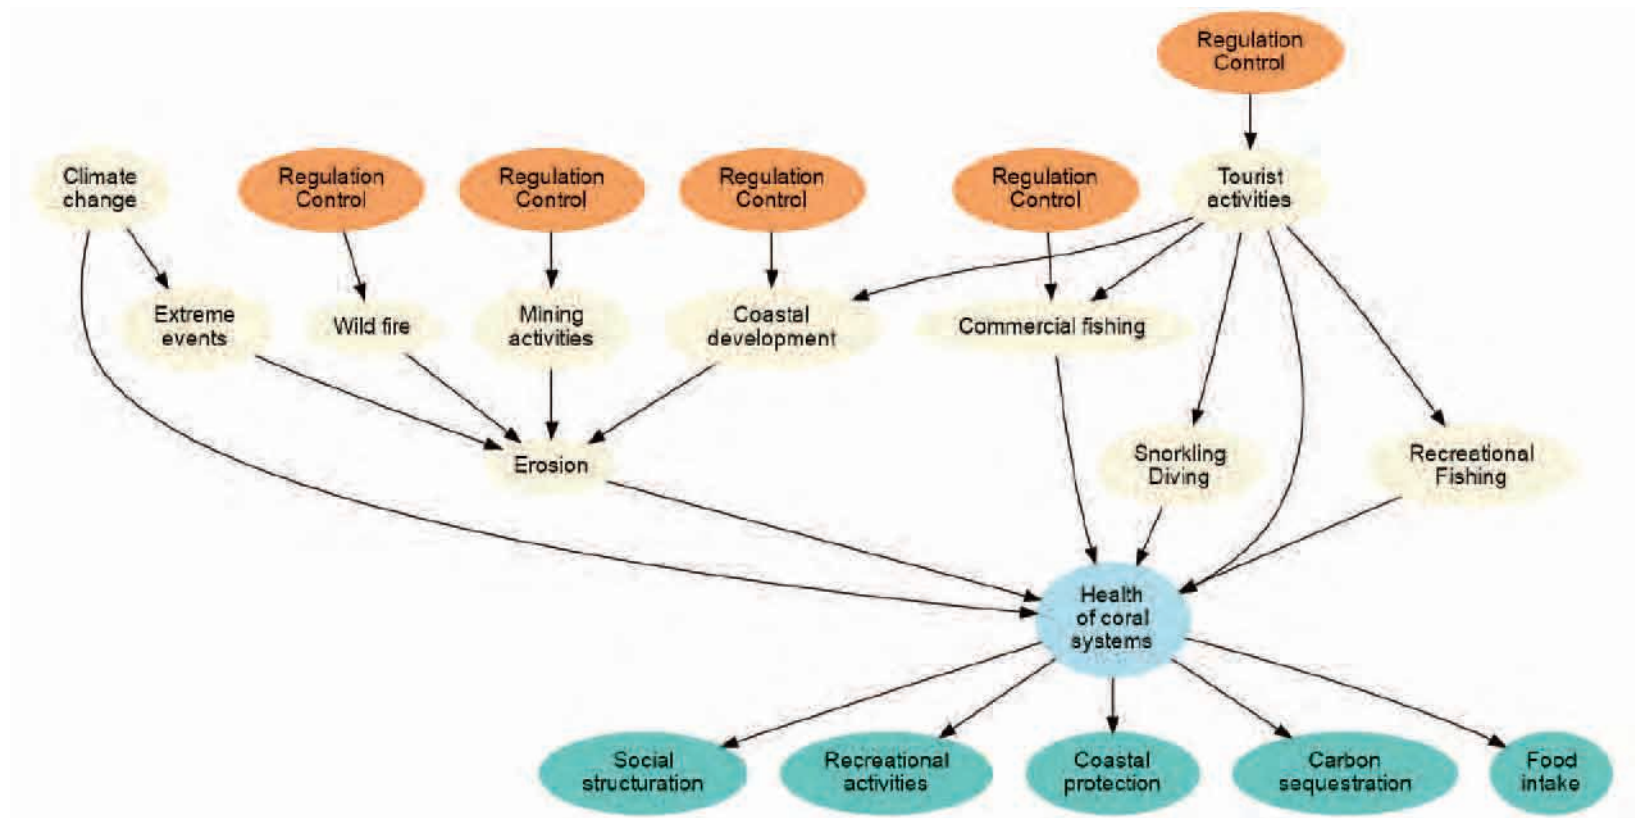 Regulation
Control
Climate
change
Regulation
Control
Regulation
Control
Regulation
Control
Regulation
Control
Tourist
activities
Extreme
events
Wild fire
Mining
activities
Coastal
development
Commercial fishing
Erosion
Snorkling
Diving
Recreational
Fishing
Health
of coral
systems
Social
structuration
Recreational
activities
Coastal
protection
Carbon
sequestration
Food
intake